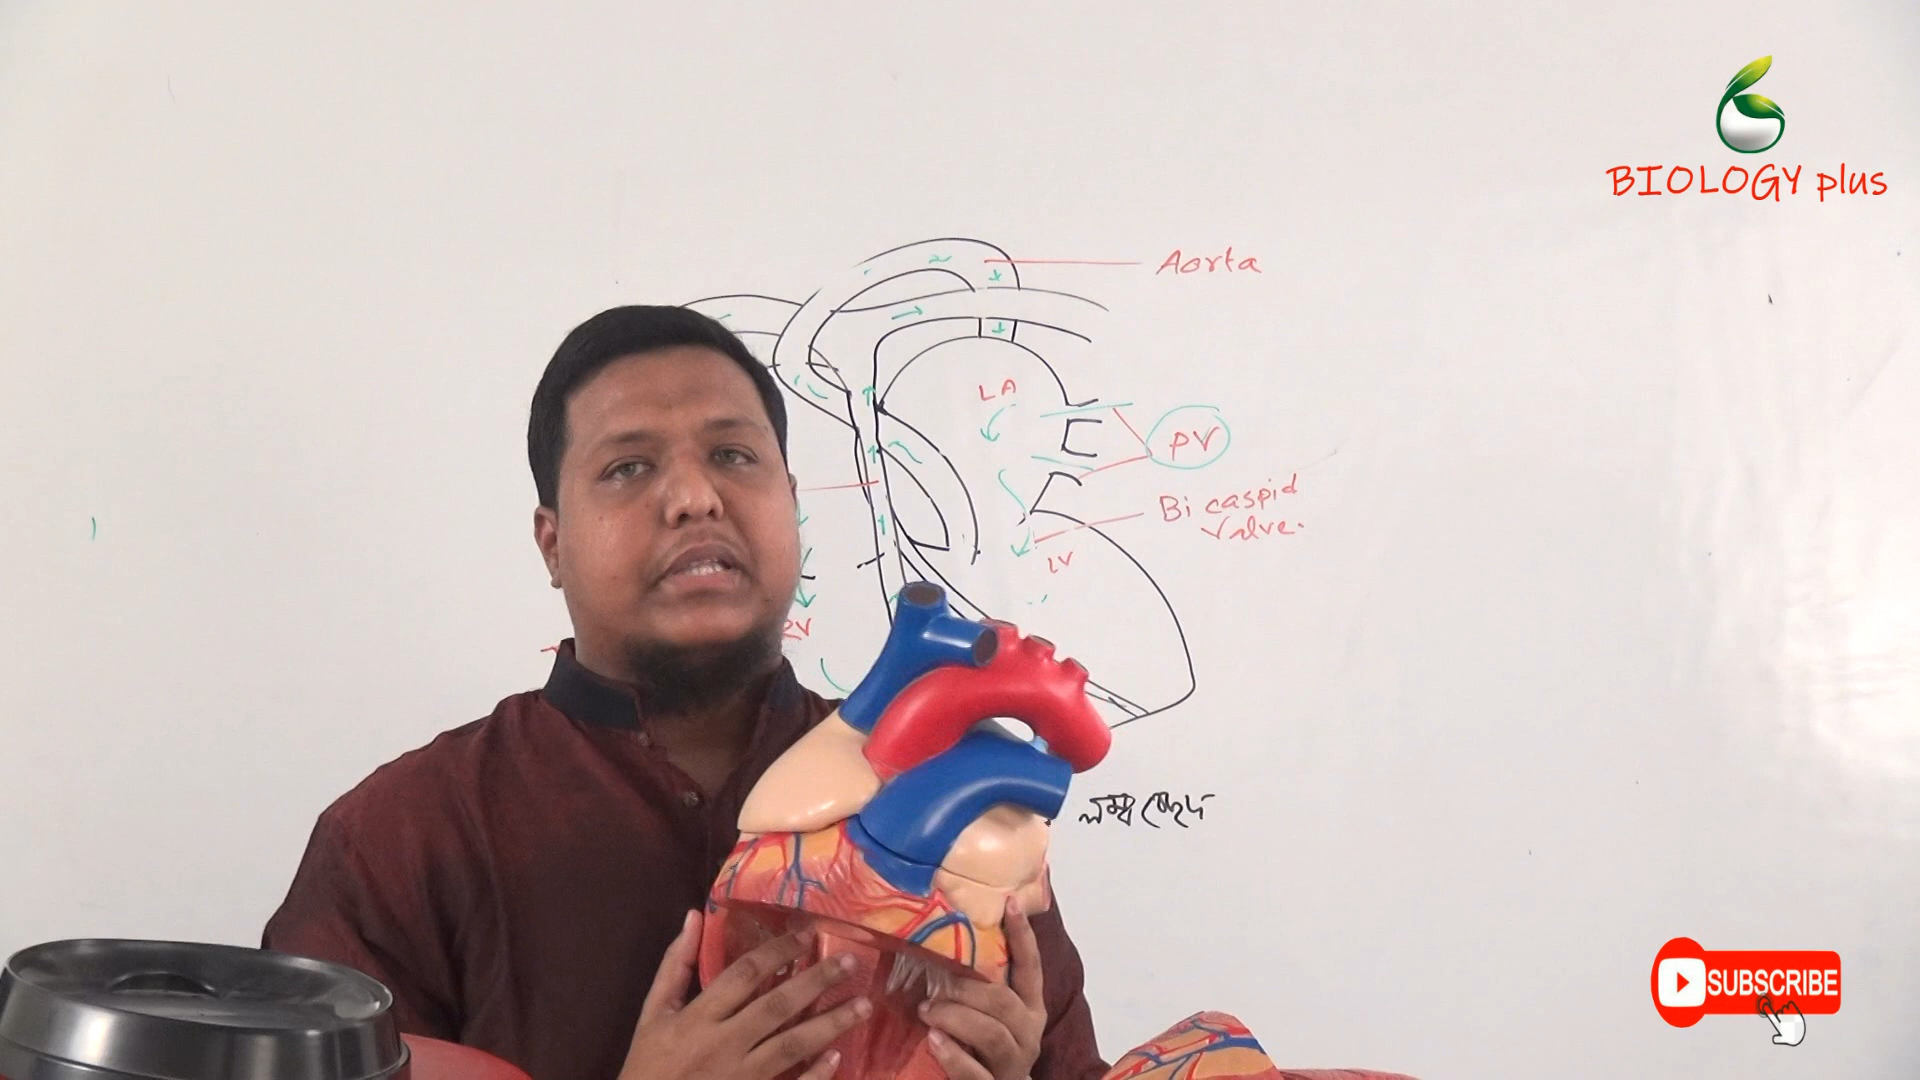 BIOLOGY plus
Aorta
LA
PV
Bi caspid
Valve.
LV
RV
লম্বচ্ছেদ
SUBSCRIBE